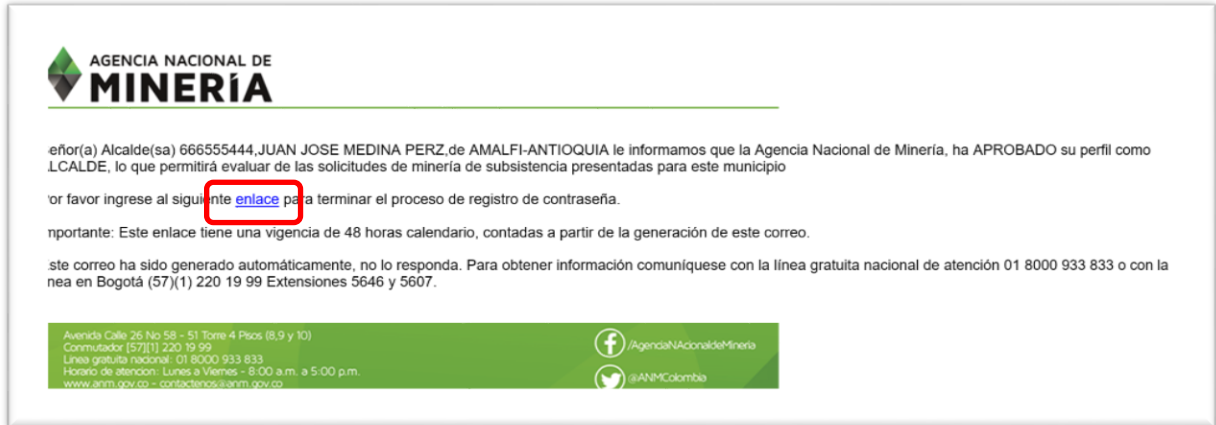 AGENCIA NACIONAL DE
MINERÍA
eñor(a) Alcalde(sa) 666555444,JUAN JOSE MEDINA PERZ,de AMALFI-ANTIOQUIA le informamos que la Agencia Nacional de Minería, ha APROBADO su perfil como
LCALDE, lo que permitirá evaluar de las solicitudes de minería de subsistencia presentadas para este municipio
or favor ingrese al siguiente enlace para terminar el proceso de registro de contraseña.
mportante: Este enlace tiene una vigencia de 48 horas calendario, contadas a partir de la generación de este correo.
ste correo ha sido generado automáticamente, no lo responda. Para obtener información comuníquese con la línea gratuita nacional de atención 01 8000 933 833 o con la
nea en Bogotá (57)(1) 220 19 99 Extensiones 5646 y 5607.
Avenida Calle 26 No 58 - 51 Torre 4 Pisos (8,9 y 10)
Conmutador [57][1] 220 19 99
Linea gratuita nacional: 01 8000 933 833
Horario de atencion: Lunes a Viernes - 8:00 a.m. a 5:00 p.m.
www.anm.gov.co - contactenos@anm.gov.co
/AgenciaNAcionaldeMineria
@ANMColombia